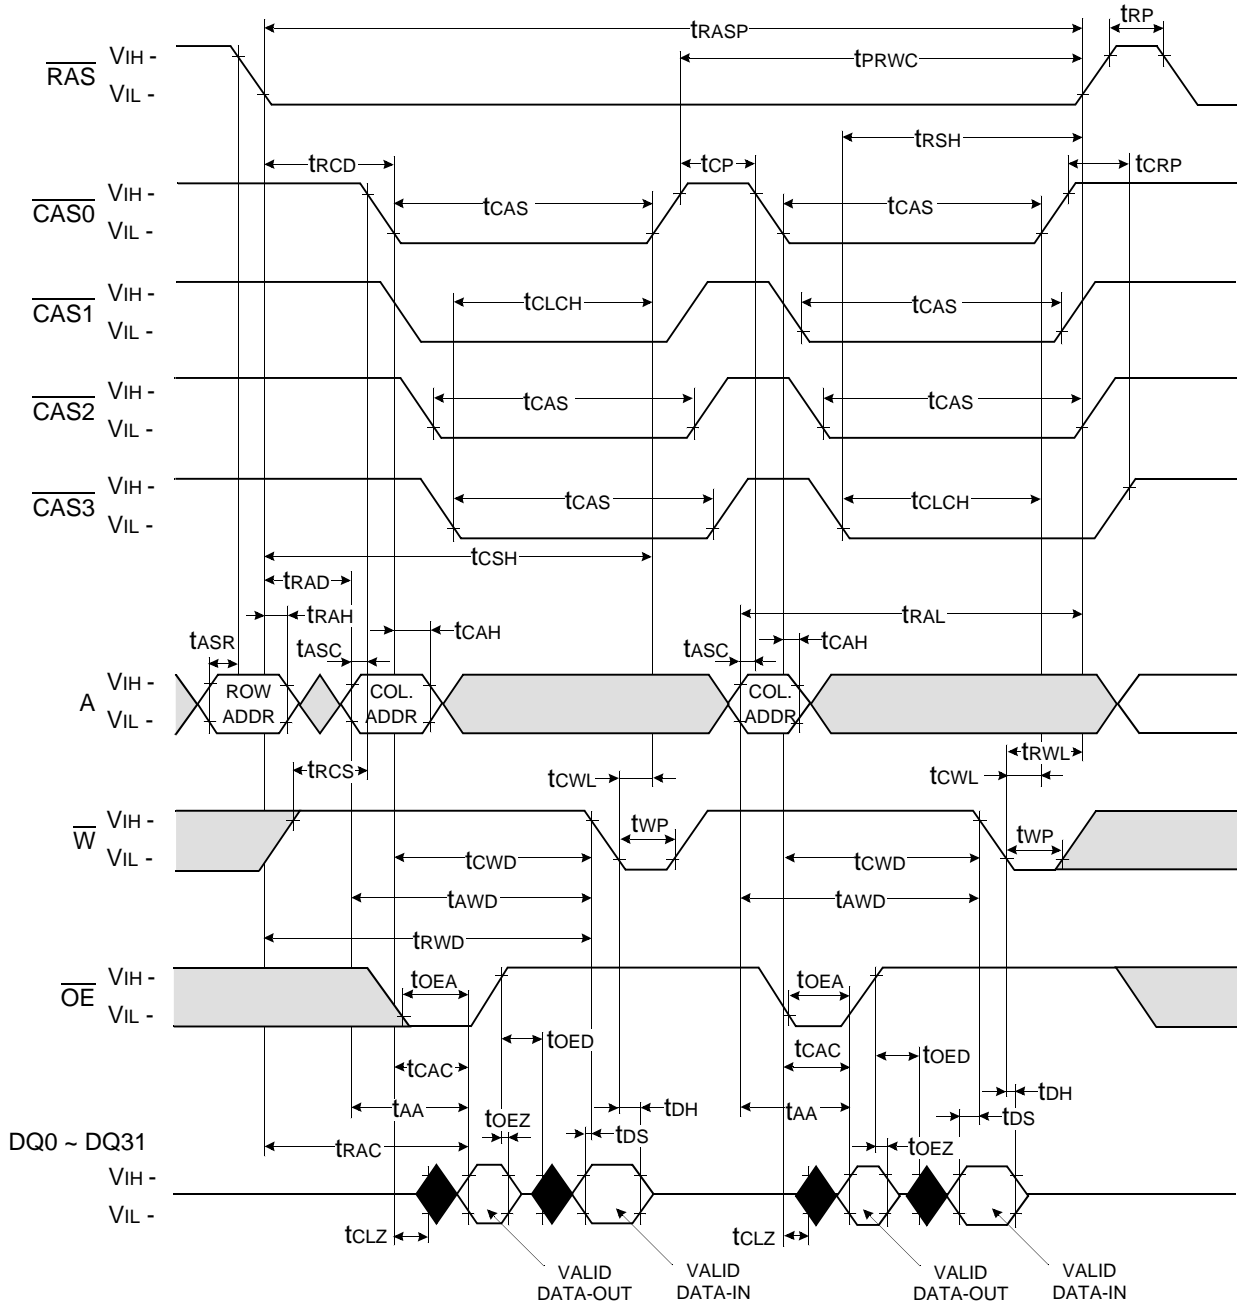 tRP
tRASP
RAS VIH -
tPRWC
VIL -
tRSH
tRCD tCP tCRP
CAS0 VIH -
tCAS tCAS
VIL -
CAS1 VIH -
tCLCH tCAS
VIL -
CAS2 VIH -
tCAS tCAS
VIL -
CAS3 VIH -
tCAS tCLCH
VIL -
tCSH
tRAD
tRAH tRAL
tASR tASC tCAH tASC tCAH
A VIH -
ROW COL. COL.
VIL - ADDR ADDR ADDR
tRWL
tRCS tCWL tCWL
W VIH -
tWP tWP
VIL - tCWD tCWD
tAWD tAWD
tRWD
OE VIH -
tOEA tOEA
VIL -
tOED tCAC tOED
tCAC
tAA tDH tAA tDH
tOEZ tDS tDS
DQ0 ~ DQ31 tRAC tOEZ
VIH -
VIL -
tCLZ tCLZ
VALID VALID VALID VALID
DATA-OUT DATA-IN DATA-OUT DATA-IN